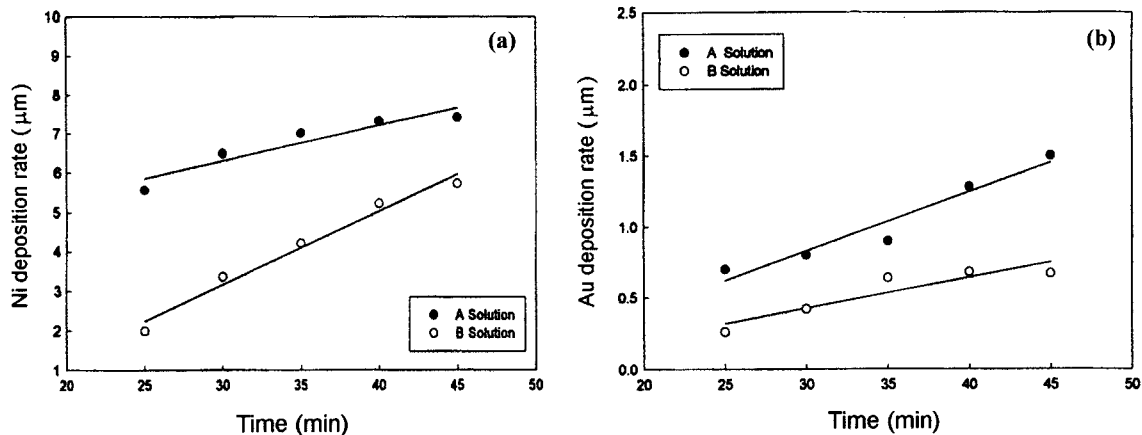 (a)
Ni deposition rate ( μm)
10
9
8
7
6
5
4
3
2
1
20 25 30 35 40 45 50
Time (min)
A Solution
B Solution
(b)
Au deposition rate ( μm)
2.5
2.0
1.5
1.0
0.5
0.0
20 25 30 35 40 45 50
Time (min)
A Solution
B Solution